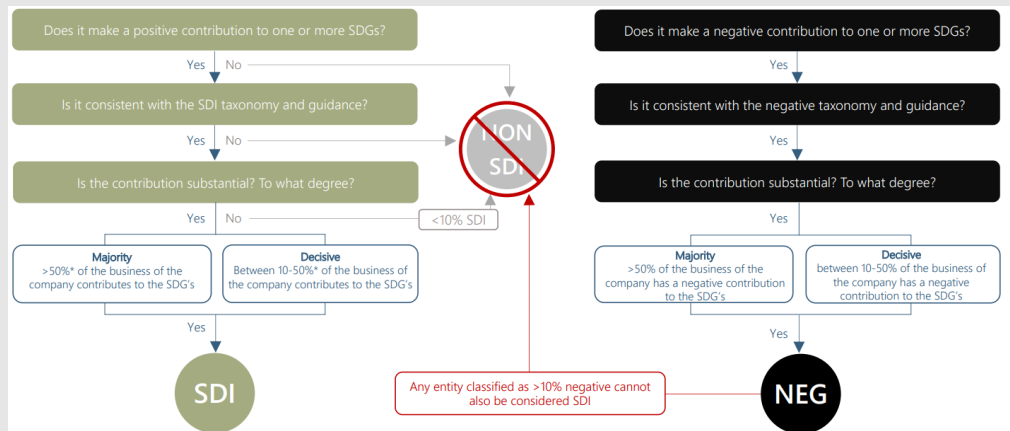 Does it make a positive contribution to one or more SDGs?
Yes
No
Is it consistent with the SDI taxonomy and guidance?
Yes
No
Is the contribution substantial? To what degree?
Yes
No
<10% SDI
Majority
>50%* of the business of the
company contributes to the SDG's
Decisive
Between 10-50%* of the business of
the company contributes to the SDG's
Yes
SDI
NON
SDI
Any entity classified as >10% negative cannot
also be considered SDI
Does it make a negative contribution to one or more SDGs?
Yes
Is it consistent with the negative taxonomy and guidance?
Yes
Is the contribution substantial? To what degree?
Yes
Majority
>50% of the business of the
company has a negative contribution
to the SDG's
Decisive
between 10-50% of the business of
the company has a negative
contribution to the SDG's
Yes
NEG